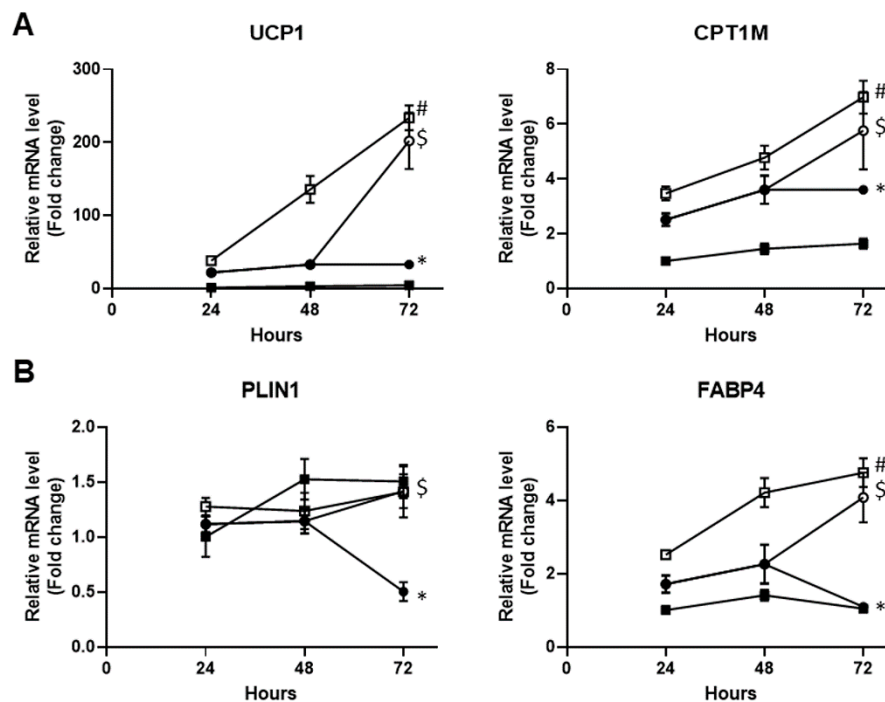 A
UCP1
Relative mRNA level
(Fold change)
300
200
100
0
0
24
48
72
Hours
#
$
*
CPT1M
Relative mRNA level
(Fold change)
8
6
4
2
0
0
24
48
72
Hours
#
$
*
B
PLIN1
Relative mRNA level
(Fold change)
2.0
1.5
1.0
0.5
0.0
0
24
48
72
Hours
$
*
FABP4
Relative mRNA level
(Fold change)
6
4
2
0
0
24
48
72
Hours
#
$
*